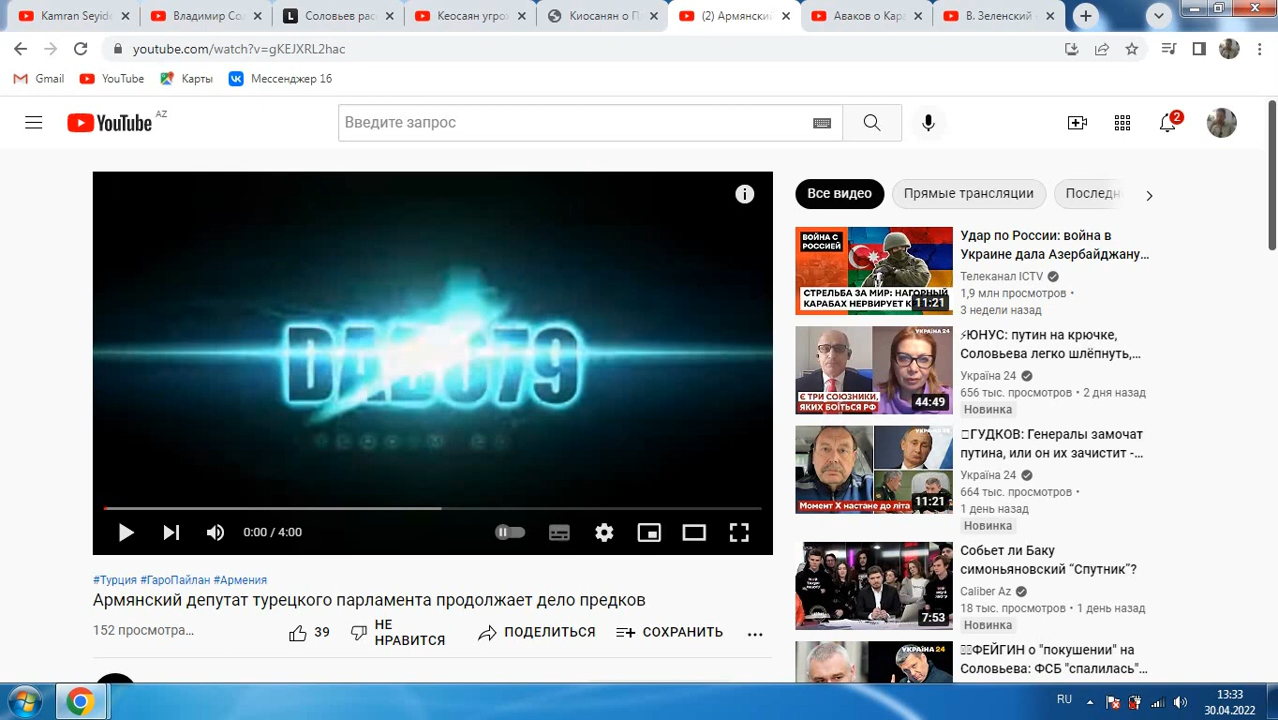 Kamran Seyid
Владимир Сол
Соловьев рас
Кеосаян угро
Киосанян о П
(2) Армянски
Аваков о Кар
В. Зеленский
youtube.com/watch?v=gKEJXRL2hac
Gmail
YouTube
Карты
Мессенджер 16
YouTube AZ
Введите запрос
2
Все видео
Прямые трансляции
Последн
ВОЙНА С РОССИЕЙ
СТРЕЛЬБА ЗА МИР: НАГОРНЫЙ
КАРАБАХ НЕРВИРУЕТ К
11:21
Удар по России: война в
Украине дала Азербайджану...
Телеканал ICTV
1,9 млн просмотров •
3 недели назад
УКРАЇНА 24
Є ТРИ СОЮЗНИКИ,
ЯКИХ БОЇТЬСЯ РФ
44:49
⚡ЮНУС: путин на крючке,
Соловьева легко шлёпнуть,...
Україна 24
656 тыс. просмотров • 2 дня назад
Новинка
Момент Х настане до літа
11:21
ГУДКОВ: Генералы замочат
путина, или он их зачистит -...
Україна 24
664 тыс. просмотров •
1 день назад
Новинка
7:53
Собьет ли Баку
симоньяновский “Спутник”?
Caliber Az
18 тыс. просмотров • 1 день назад
Новинка
УКРАЇНА 24
ФЕЙГИН о "покушении" на
Соловьева: ФСБ "спалилась"...
79
0:00 / 4:00
#Турция #ГароПайлан #Армения
Армянский депутат турецкого парламента продолжает дело предков
152 просмотра...
39
НЕ НРАВИТСЯ
ПОДЕЛИТЬСЯ
СОХРАНИТЬ
RU
13:33
30.04.2022